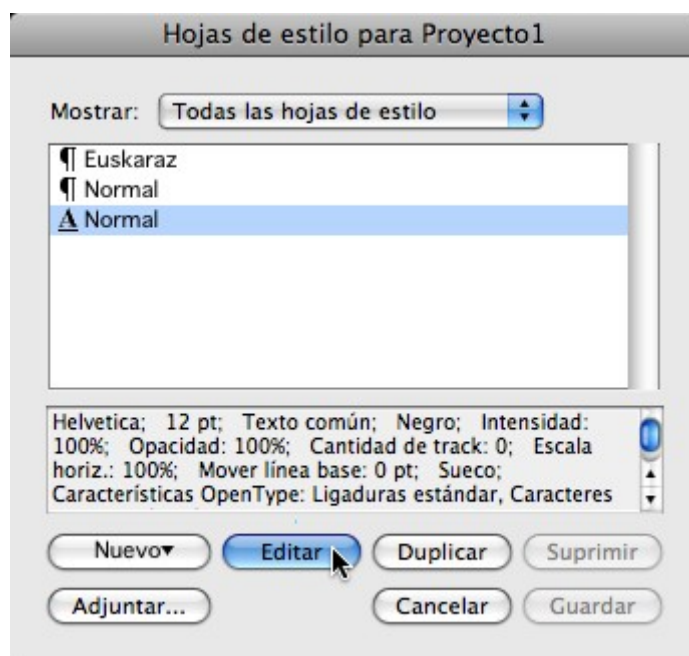 Hojas de estilo para Proyecto1
Mostrar: Todas las hojas de estilo
¶ Euskaraz
¶ Normal
A Normal
Helvetica; 12 pt; Texto común; Negro; Intensidad:
100%; Opacidad: 100%; Cantidad de track: 0; Escala
horiz.: 100%; Mover línea base: 0 pt; Sueco;
Características OpenType: Ligaduras estándar, Caracteres
Nuevo▾ Editar Duplicar Suprimir
Adjuntar... Cancelar Guardar